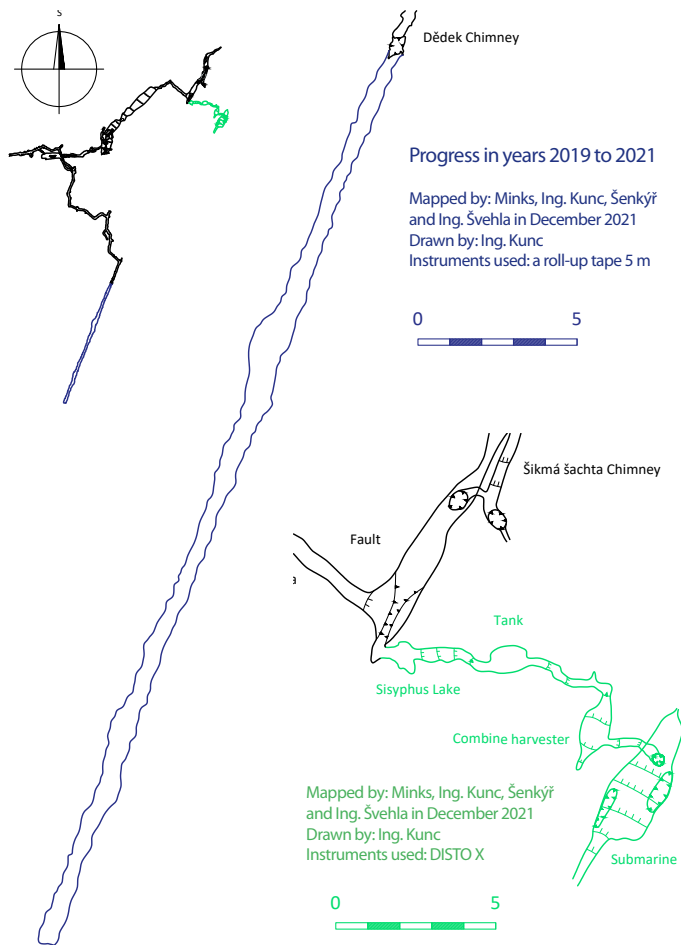 S
Dědek Chimney
Progress in years 2019 to 2021
Mapped by: Minks, Ing. Kunc, Šenkýř
and Ing. Švehla in December 2021
Drawn by: Ing. Kunc
Instruments used: a roll-up tape 5 m
0 5
Šikmá šachta Chimney
Fault
a
Tank
Sisyphus Lake
Combine harvester
Mapped by: Minks, Ing. Kunc, Šenkýř
and Ing. Švehla in December 2021
Drawn by: Ing. Kunc
Instruments used: DISTO X
Submarine
0 5